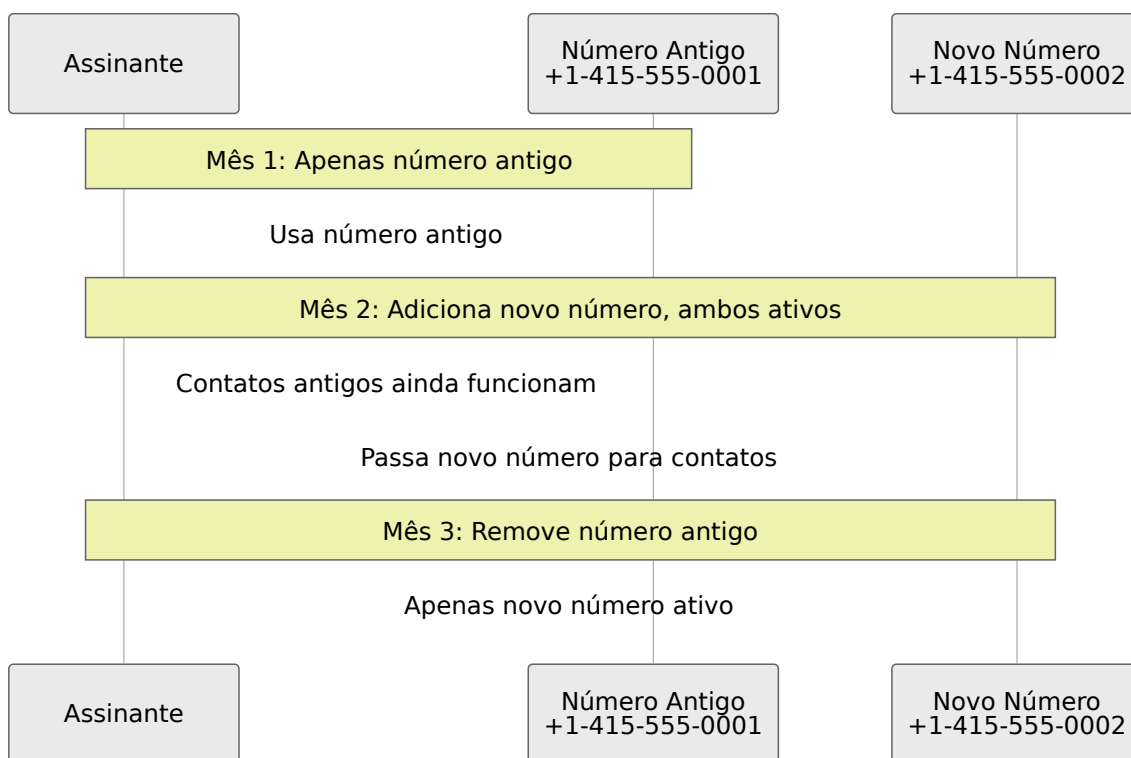 Assinante
Número Antigo
+1-415-555-0001
Novo Número
+1-415-555-0002
Mês 1: Apenas número antigo
Usa número antigo
Mês 2: Adiciona novo número, ambos ativos
Contatos antigos ainda funcionam
Passa novo número para contatos
Mês 3: Remove número antigo
Apenas novo número ativo
Assinante
Número Antigo
+1-415-555-0001
Novo Número
+1-415-555-0002